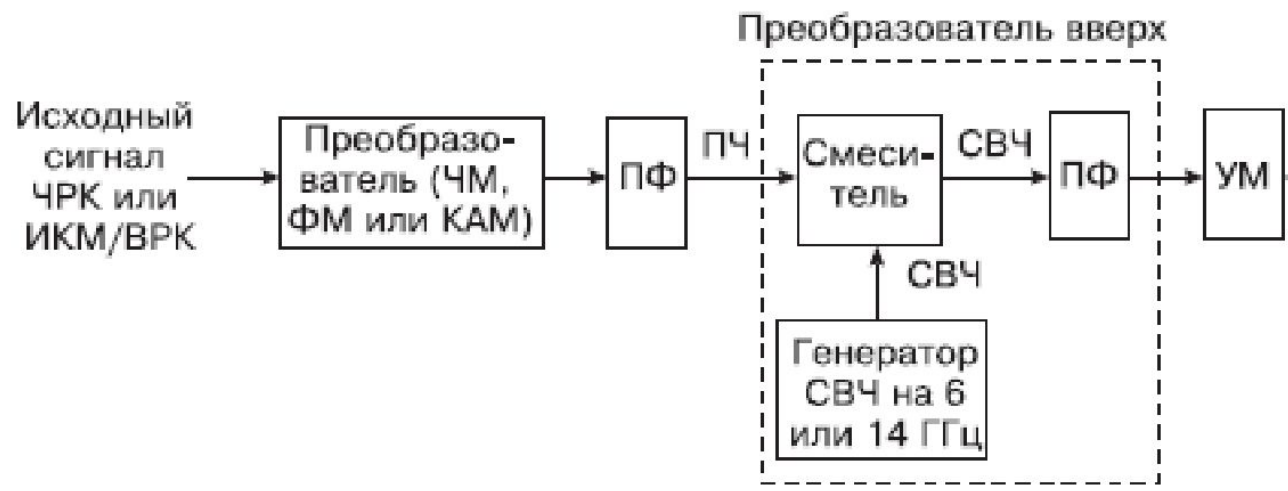 Преобразователь вверх
Исходный
сигнал
ЧРК или
ИКМ/ВРК
Преобразо-
ватель (ЧМ,
ФМ или КАМ)
ПФ
ПЧ
Смеси-
тель
СВЧ
ПФ
УМ
СВЧ
Генератор
СВЧ на 6
или 14 ГГц